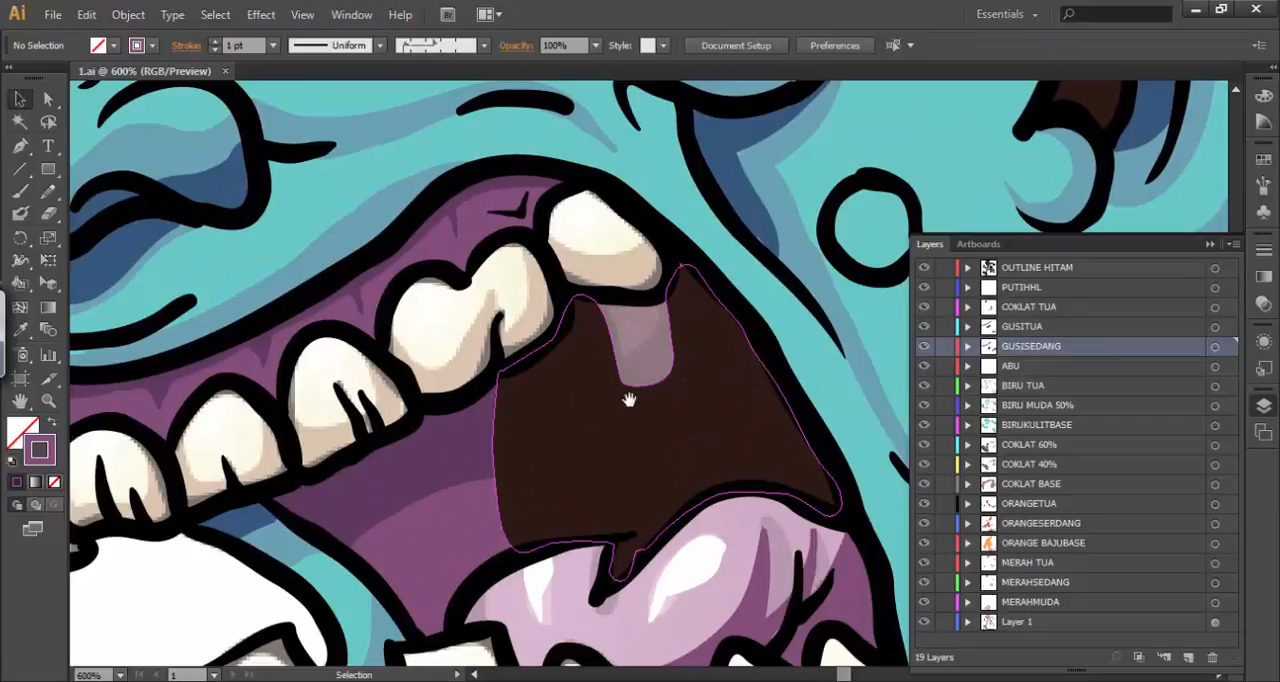 Ai File Edit Object Type Select Effect View Window Help Br Essentials
No Selection Stroke: 1 pt Uniform Opacity: 100% Style: Document Setup Preferences
1.ai @ 600% (RGB/Preview)
Layers Artboards
OUTLINE HITAM
PUTIHHL
COKLAT TUA
GUSITUA
GUSISEDANG
ABU
BIRU TUA
BIRU MUDA 50%
BIRUKULITBASE
COKLAT 60%
COKLAT 40%
COKLAT BASE
ORANGETUA
ORANGESERDANG
ORANGE BAJUBASE
MERAH TUA
MERAHSEDANG
MERAHMUDA
Layer 1
19 Layers
600% 1 Selection